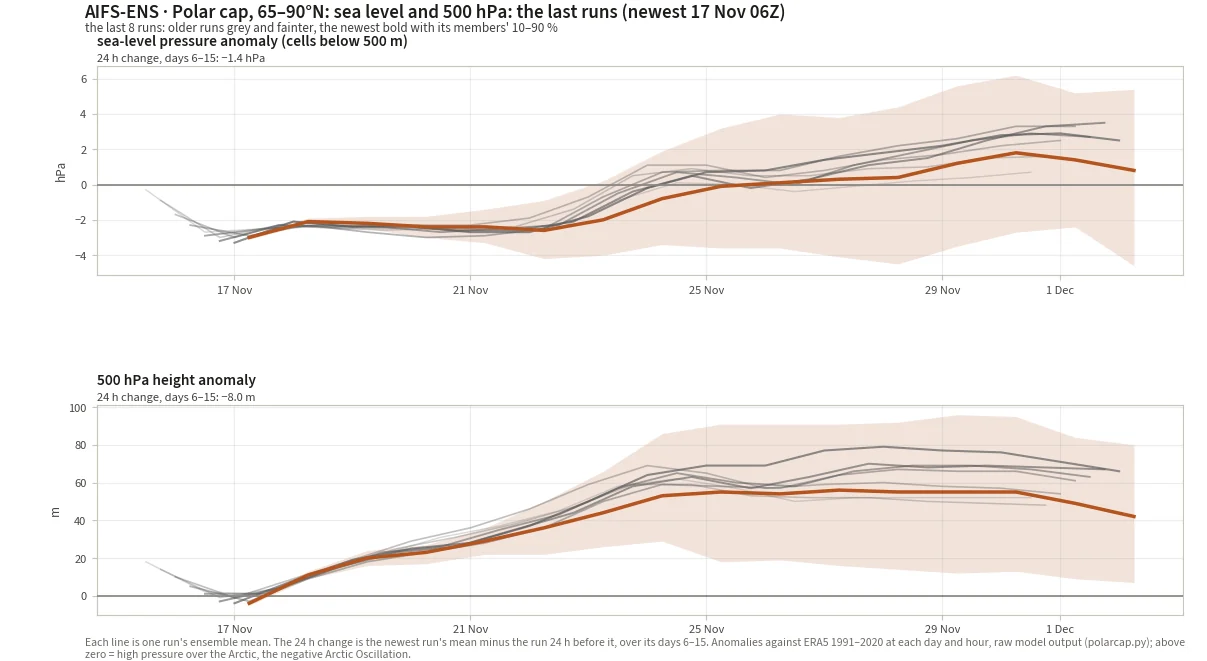 AIFS-ENS · Polar cap, 65–90°N: sea level and 500 hPa: the last runs (newest 17 Nov 06Z)
the last 8 runs: older runs grey and fainter, the newest bold with its members' 10–90 %
sea-level pressure anomaly (cells below 500 m)
24 h change, days 6–15: −1.4 hPa
6
4
2
0
−2
−4
hPa
17 Nov
21 Nov
25 Nov
29 Nov
1 Dec
500 hPa height anomaly
24 h change, days 6–15: −8.0 m
100
80
60
40
20
0
m
17 Nov
21 Nov
25 Nov
29 Nov
1 Dec
Each line is one run's ensemble mean. The 24 h change is the newest run's mean minus the run 24 h before it, over its days 6–15. Anomalies against ERA5 1991–2020 at each day and hour, raw model output (polarcap.py); above
zero = high pressure over the Arctic, the negative Arctic Oscillation.